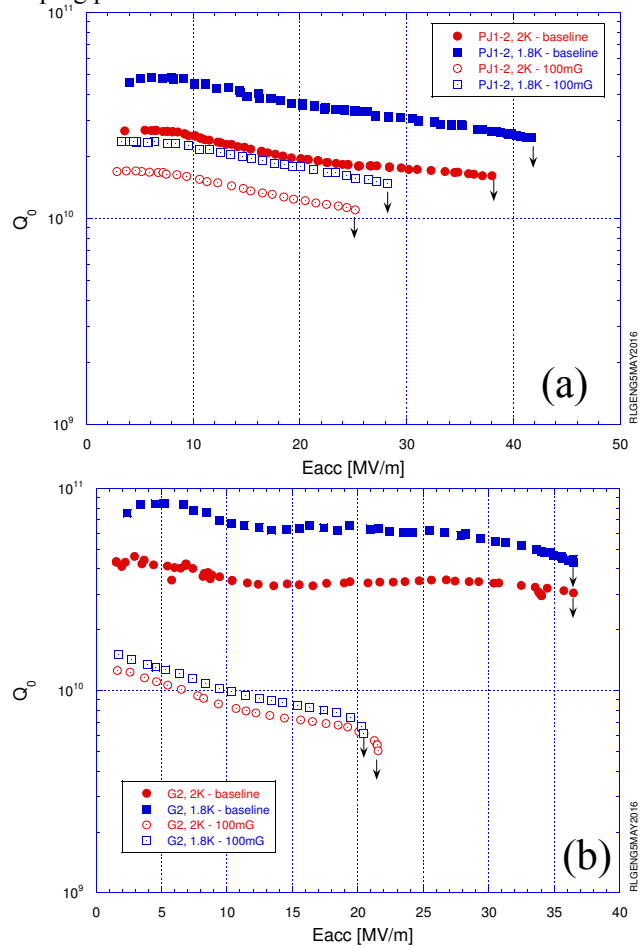 (a)
PJ1-2, 2K - baseline
PJ1-2, 1.8K - baseline
PJ1-2, 2K - 100mG
PJ1-2, 1.8K - 100mG
10^11
10^10
10^9
Q_0
0 10 20 30 40 50
Eacc [MV/m]
RLGENG5MAY2016
(b)
10^11
10^10
10^9
Q_0
G2, 2K - baseline
G2, 1.8K - baseline
G2, 2K - 100mG
G2, 1.8K - 100mG
0 5 10 15 20 25 30 35 40
Eacc [MV/m]
RLGENG5MAY2016